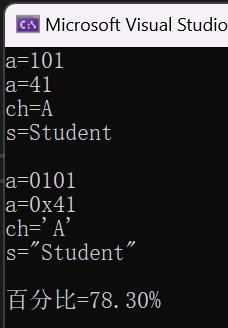 Microsoft Visual Studio
a=101
a=41
ch=A
s=Student
a=0101
a=0x41
ch='A'
s="Student"
百分比=78.30%